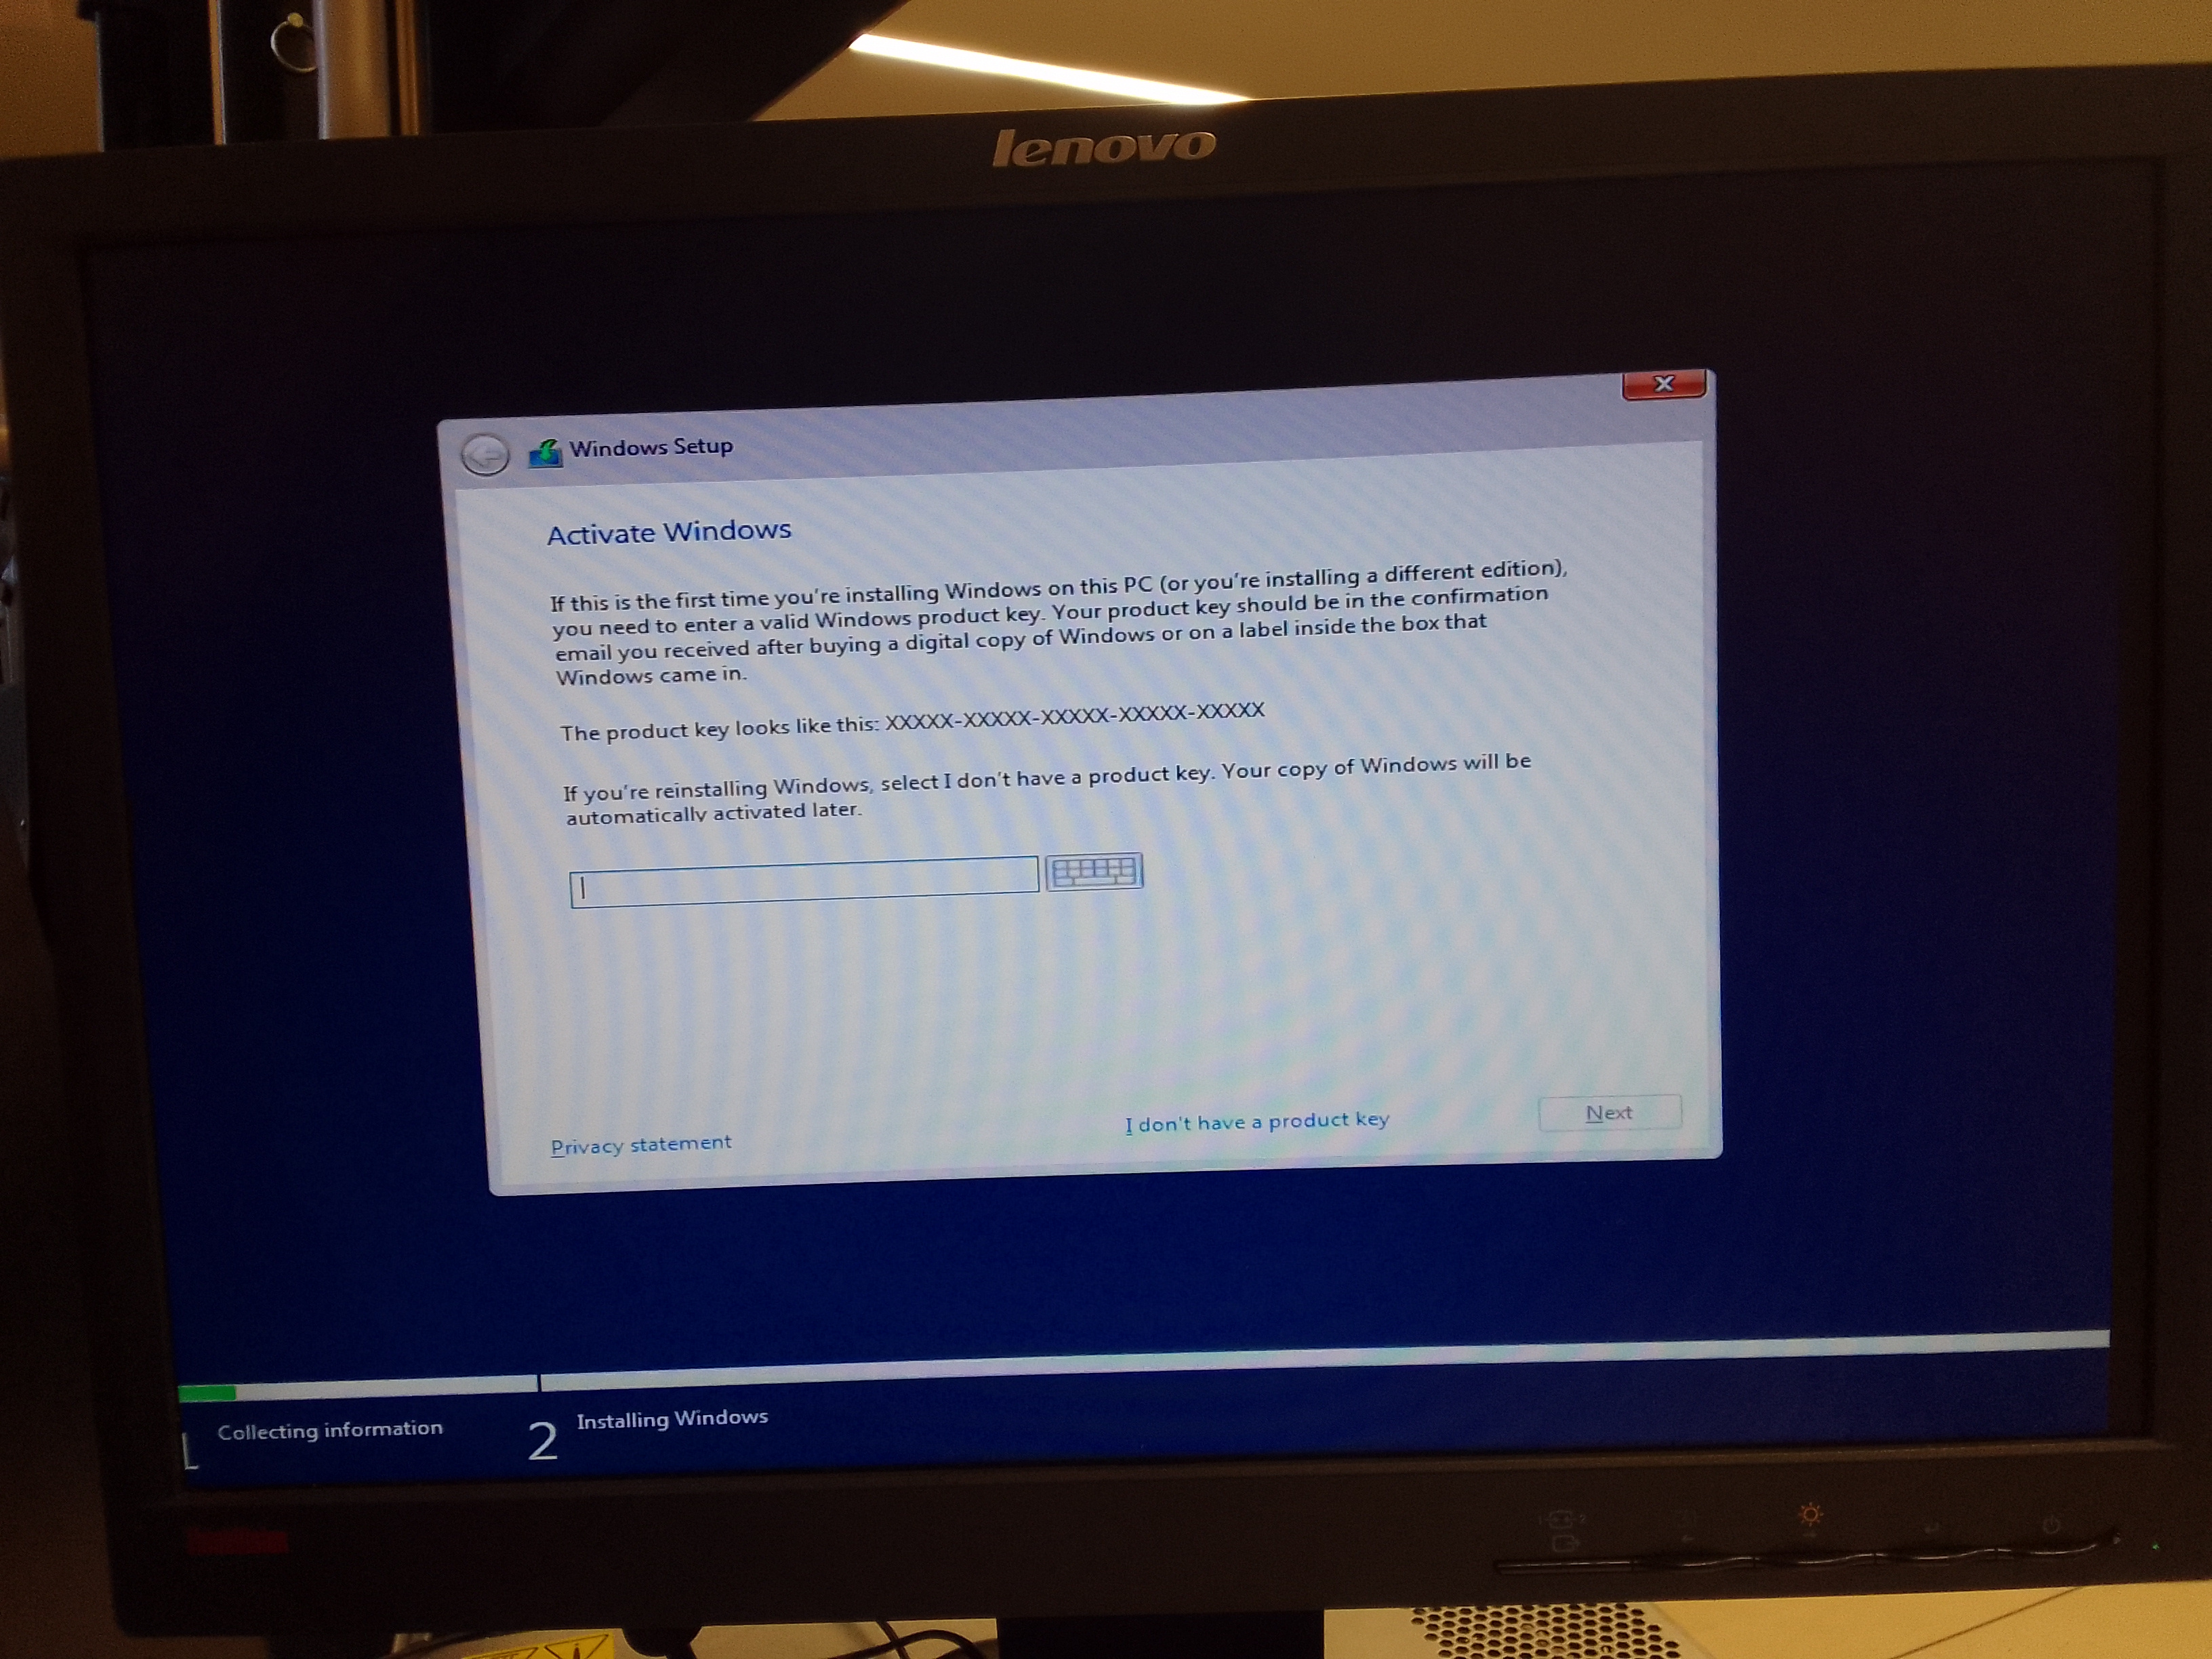 lenovo
Windows Setup
Activate Windows
If this is the first time you're installing Windows on this PC (or you're installing a different edition),
you need to enter a valid Windows product key. Your product key should be in the confirmation
email you received after buying a digital copy of Windows or on a label inside the box that
Windows came in.
The product key looks like this: XXXXX-XXXXX-XXXXX-XXXXX-XXXXX
If you're reinstalling Windows, select I don't have a product key. Your copy of Windows will be
automatically activated later.
Privacy statement
I don't have a product key
Next
1 Collecting information
2 Installing Windows